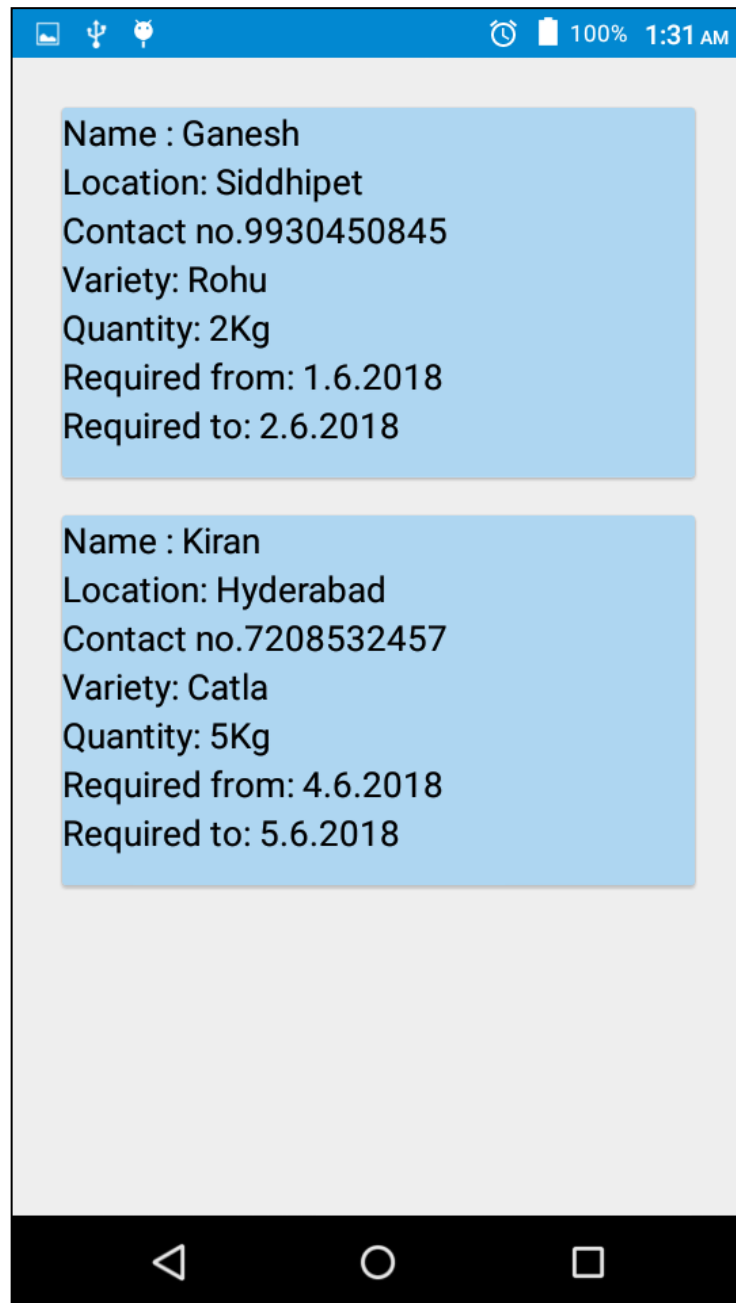 100% 1:31 AM
Name : Ganesh
Location: Siddhipet
Contact no.9930450845
Variety: Rohu
Quantity: 2Kg
Required from: 1.6.2018
Required to: 2.6.2018
Name : Kiran
Location: Hyderabad
Contact no.7208532457
Variety: Catla
Quantity: 5Kg
Required from: 4.6.2018
Required to: 5.6.2018